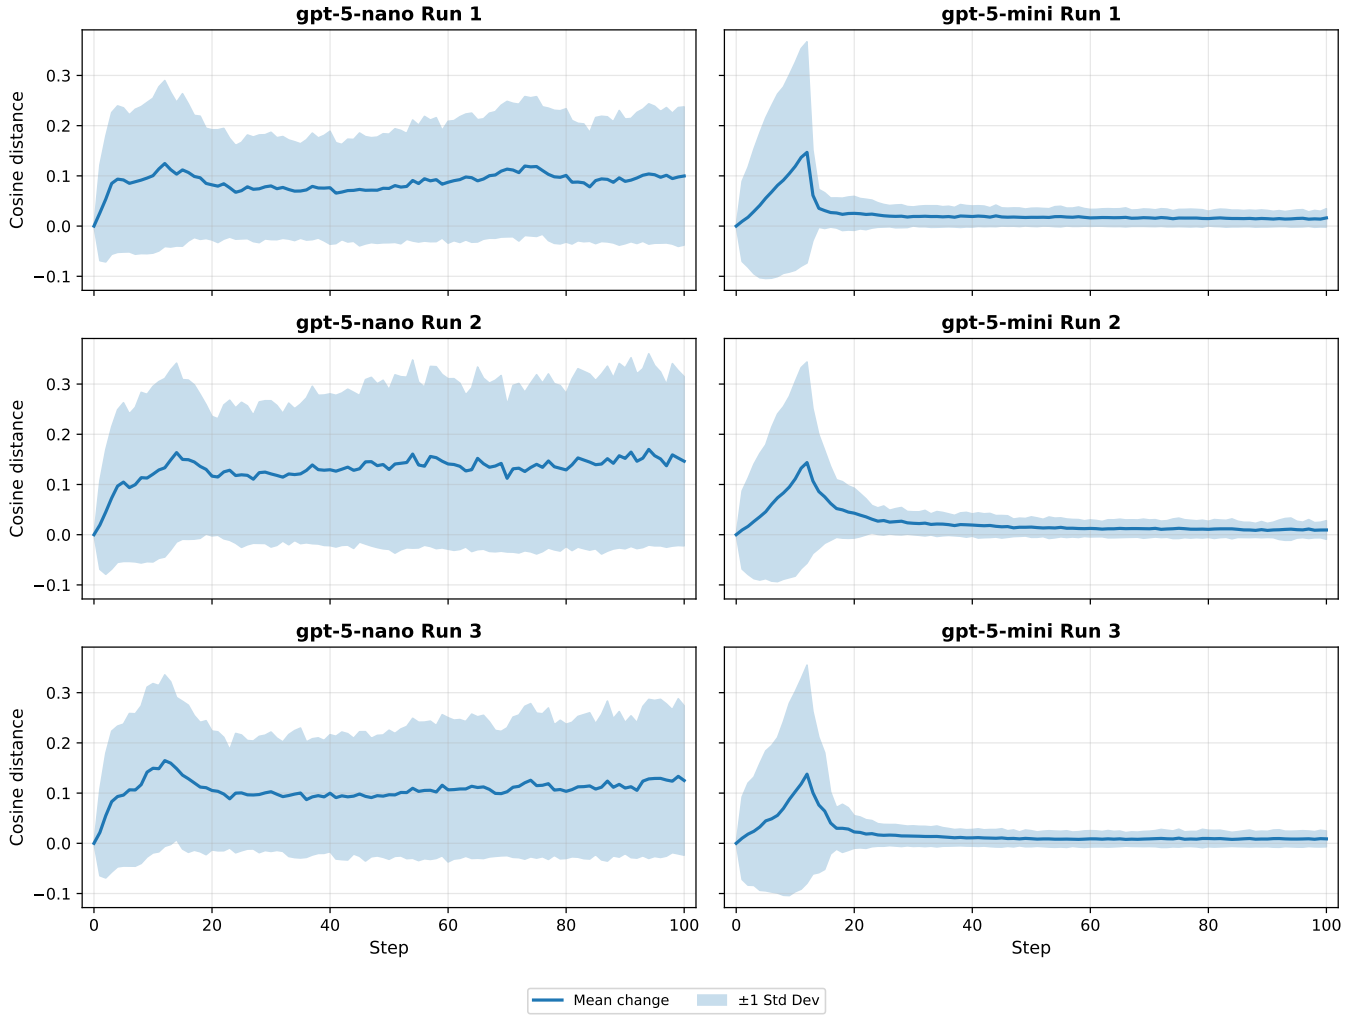 gpt-5-nano Run 1
gpt-5-mini Run 1
Cosine distance
0.3
0.2
0.1
0.0
−0.1
gpt-5-nano Run 2
gpt-5-mini Run 2
Cosine distance
0.3
0.2
0.1
0.0
−0.1
gpt-5-nano Run 3
gpt-5-mini Run 3
Cosine distance
0.3
0.2
0.1
0.0
−0.1
0 20 40 60 80 100
0 20 40 60 80 100
Step
Step
Mean change
±1 Std Dev